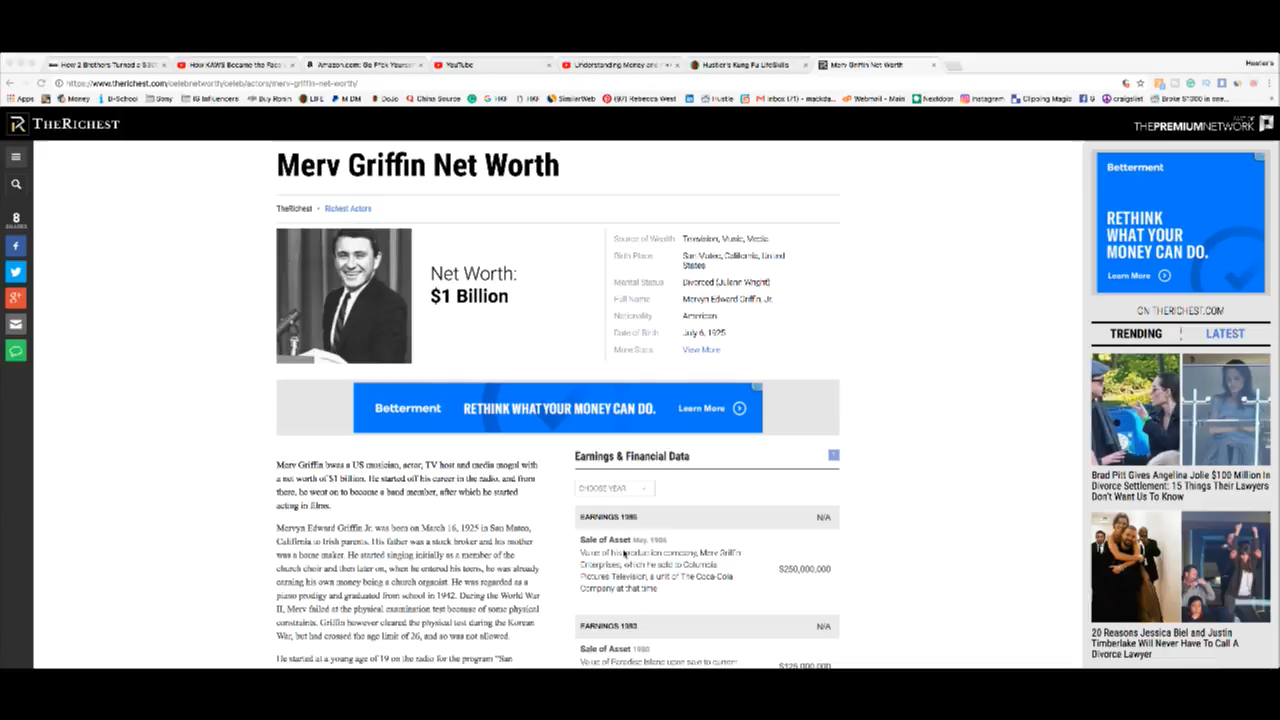 How 2 Brothers Turned a $300
How KAWS Became the Face
Amazon.com: Go F*ck Yourse
YouTube
Understanding Money and
Hustler's Kung Fu LifeSkills
Merv Griffin Net Worth
https://www.therichest.com/celebnetworth/celeb/actors/merv-griffin-net-worth/
Apps
Money
B-School
Sony
IG Influencers
Buy Ronin
LIFE
M DM
DoJo
China Source
HKF
HKF
SimilarWeb
(97) Rebecca West
Hustle
Inbox (71) - mackda...
Webmail - Main
Nextdoor
Instagram
Clipping Magic
craigslist
Broke $1000 in one...
THERICHEST
PART OF
THEPREMIUMNETWORK
8
SHARES
Merv Griffin Net Worth
TheRichest • Richest Actors
Net Worth:
$1 Billion
Source of Wealth Television, Music, Media
Birth Place San Mateo, California, United
States
Marital Status Divorced (Julann Wright)
Full Name Mervyn Edward Griffin, Jr.
Nationality American
Date of Birth July 6, 1925
More Stats: View More
Betterment RETHINK WHAT YOUR MONEY CAN DO. Learn More
Merv Griffin bwas a US musician, actor, TV host and media mogul with
a net worth of $1 billion. He started off his career in the radio, and from
there, he went on to become a band member, after which he started
acting in films.
Mervyn Edward Griffin Jr. was born on March 16, 1925 in San Mateo,
California to Irish parents. His father was a stock broker and his mother
was a home maker. He started singing initially as a member of the
church choir and then later on, when he entered his teens, he was already
earning his own money being a church organist. He was regarded as a
piano prodigy and graduated from school in 1942. During the World War
II, Merv failed at the physical examination test because of some physical
constraints. Griffin however cleared the physical test during the Korean
War, but had crossed the age limit of 26, and so was not allowed.
He started at a young age of 19 on the radio for the program "San
Earnings & Financial Data
CHOOSE YEAR
EARNINGS 1986 N/A
Sale of Asset May, 1986
Value of his production company, Merv Griffin
Enterprises, which he sold to Columbia
Pictures Television, a unit of The Coca-Cola
Company at that time
$250,000,000
EARNINGS 1980 N/A
Sale of Asset 1980
Value of Paradise Island upon sale to current
$125,000,000
Betterment
RETHINK
WHAT YOUR
MONEY CAN DO.
Learn More
ON THERICHEST.COM
TRENDING
LATEST
Brad Pitt Gives Angelina Jolie $100 Million In
Divorce Settlement: 15 Things Their Lawyers
Don't Want Us To Know
20 Reasons Jessica Biel and Justin
Timberlake Will Never Have To Call A
Divorce Lawyer